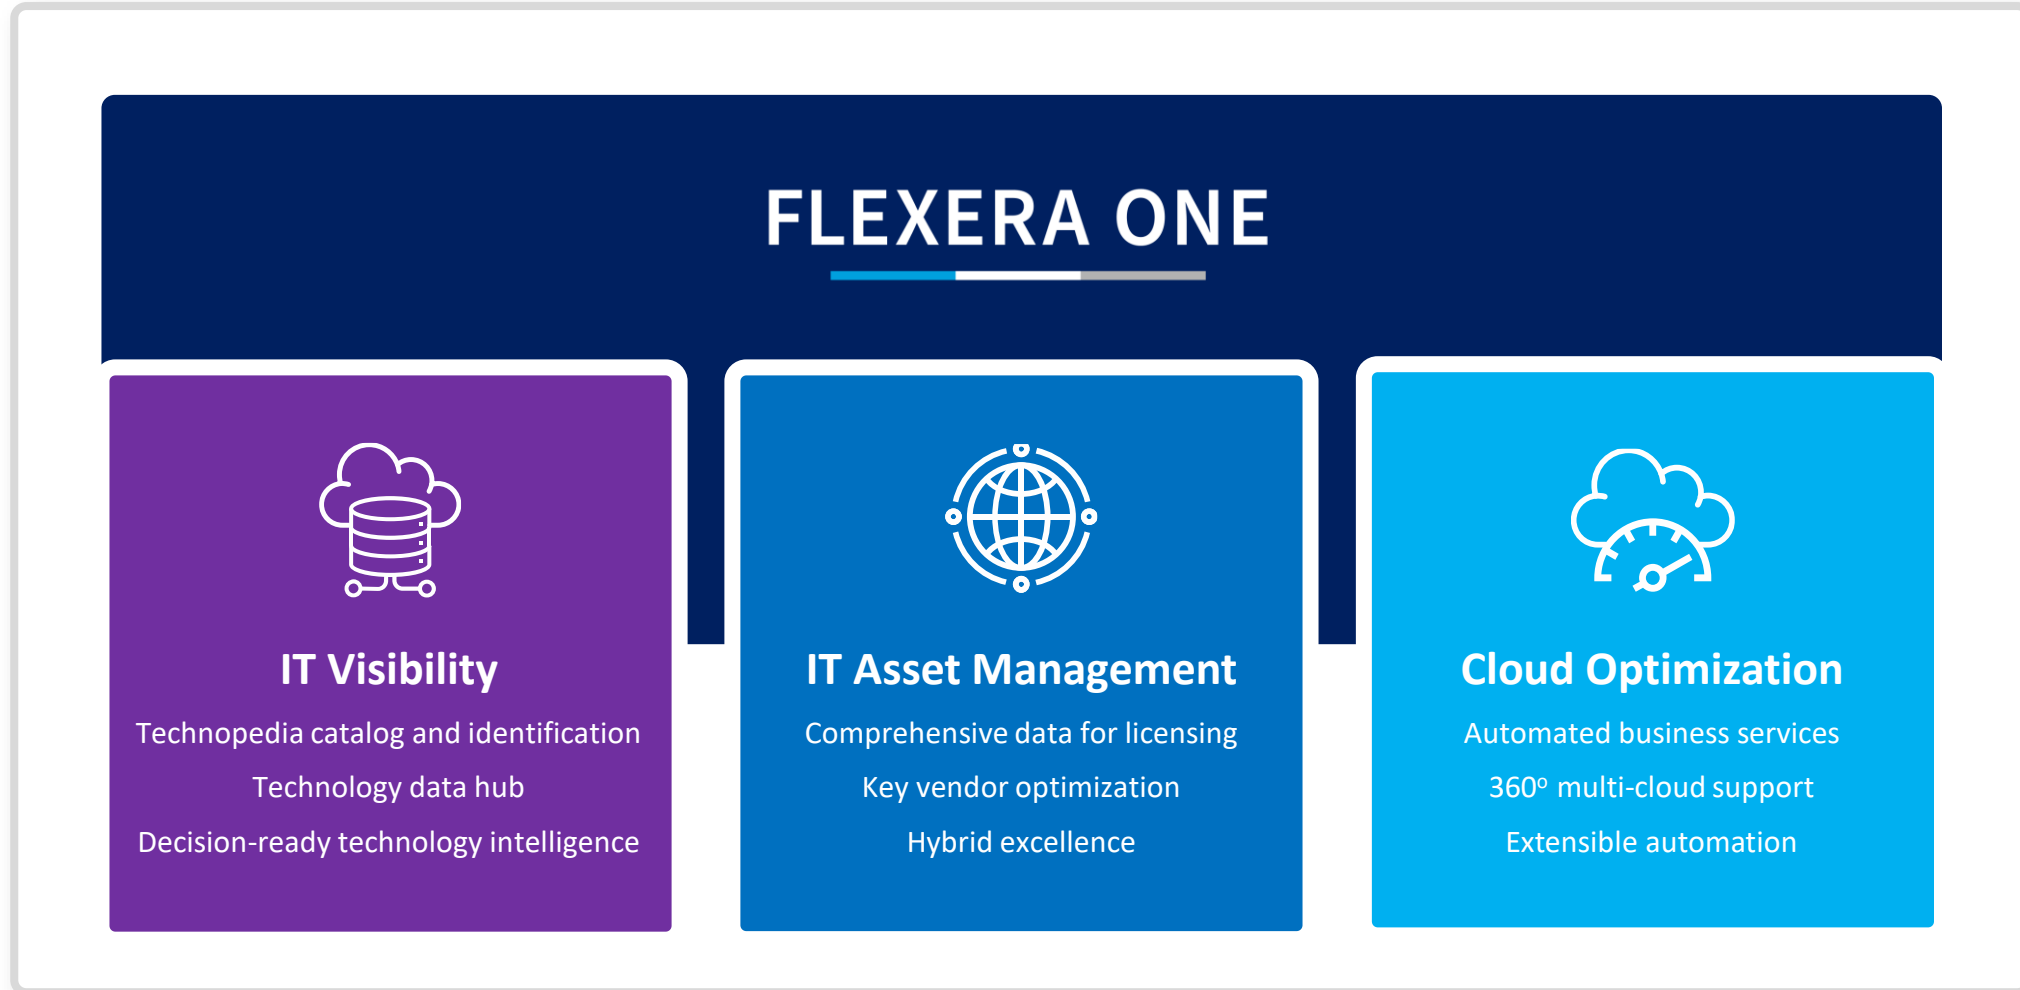 FLEXERA ONE
IT Visibility
Technopedia catalog and identification
Technology data hub
Decision-ready technology intelligence
IT Asset Management
Comprehensive data for licensing
Key vendor optimization
Hybrid excellence
Cloud Optimization
Automated business services
360º multi-cloud support
Extensible automation